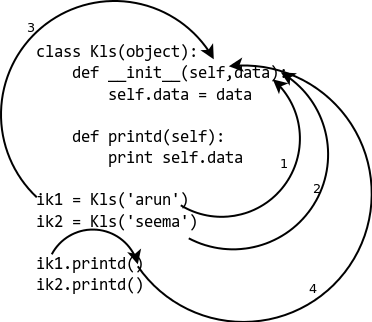 3
class Kls(object):
    def __init__(self,data):
        self.data = data
    def printd(self):
        print self.data
1
2
ik1 = Kls('arun')
ik2 = Kls('seema')
ik1.printd()
ik2.printd()
4